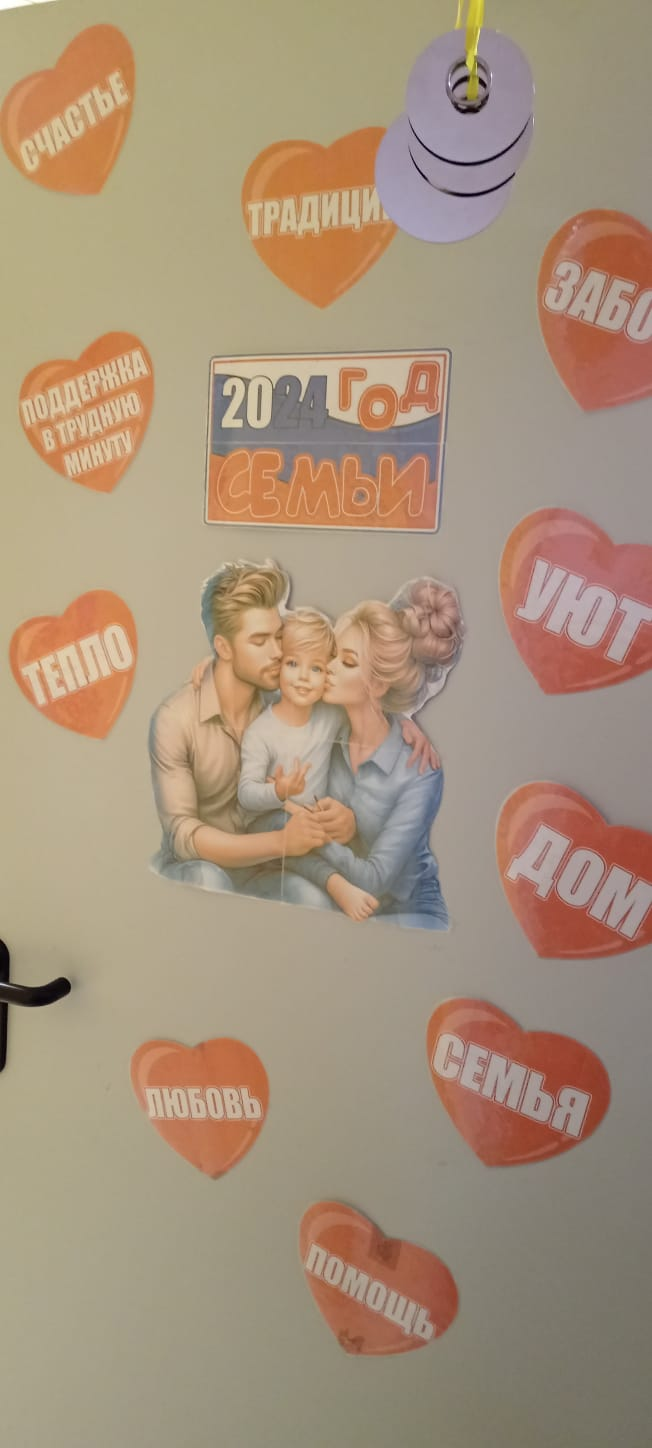 СЧАСТЬЕ
ТРАДИЦИ
ЗАБО
ПОДДЕРЖКА
В ТРУДНУЮ
МИНУТУ
2024 ГОД
СЕМЬИ
УЮТ
ТЕПЛО
ДОМ
СЕМЬЯ
ЛЮБОВЬ
ПОМОЩЬ